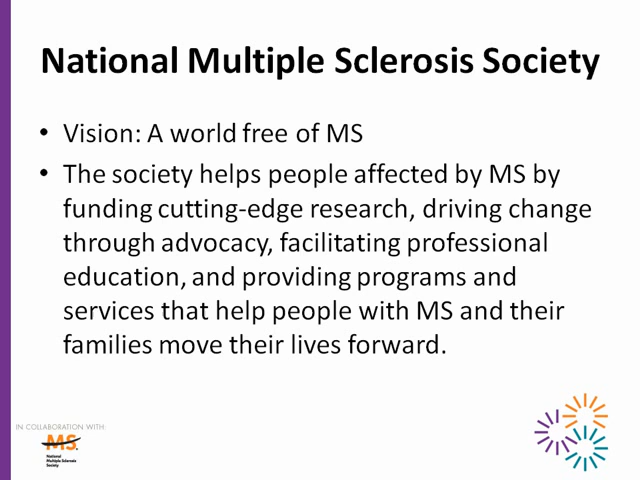 National Multiple Sclerosis Society
• Vision: A world free of MS
• The society helps people affected by MS by
funding cutting-edge research, driving change
through advocacy, facilitating professional
education, and providing programs and
services that help people with MS and their
families move their lives forward.
IN COLLABORATION WITH:
MS
National
Multiple Sclerosis
Society